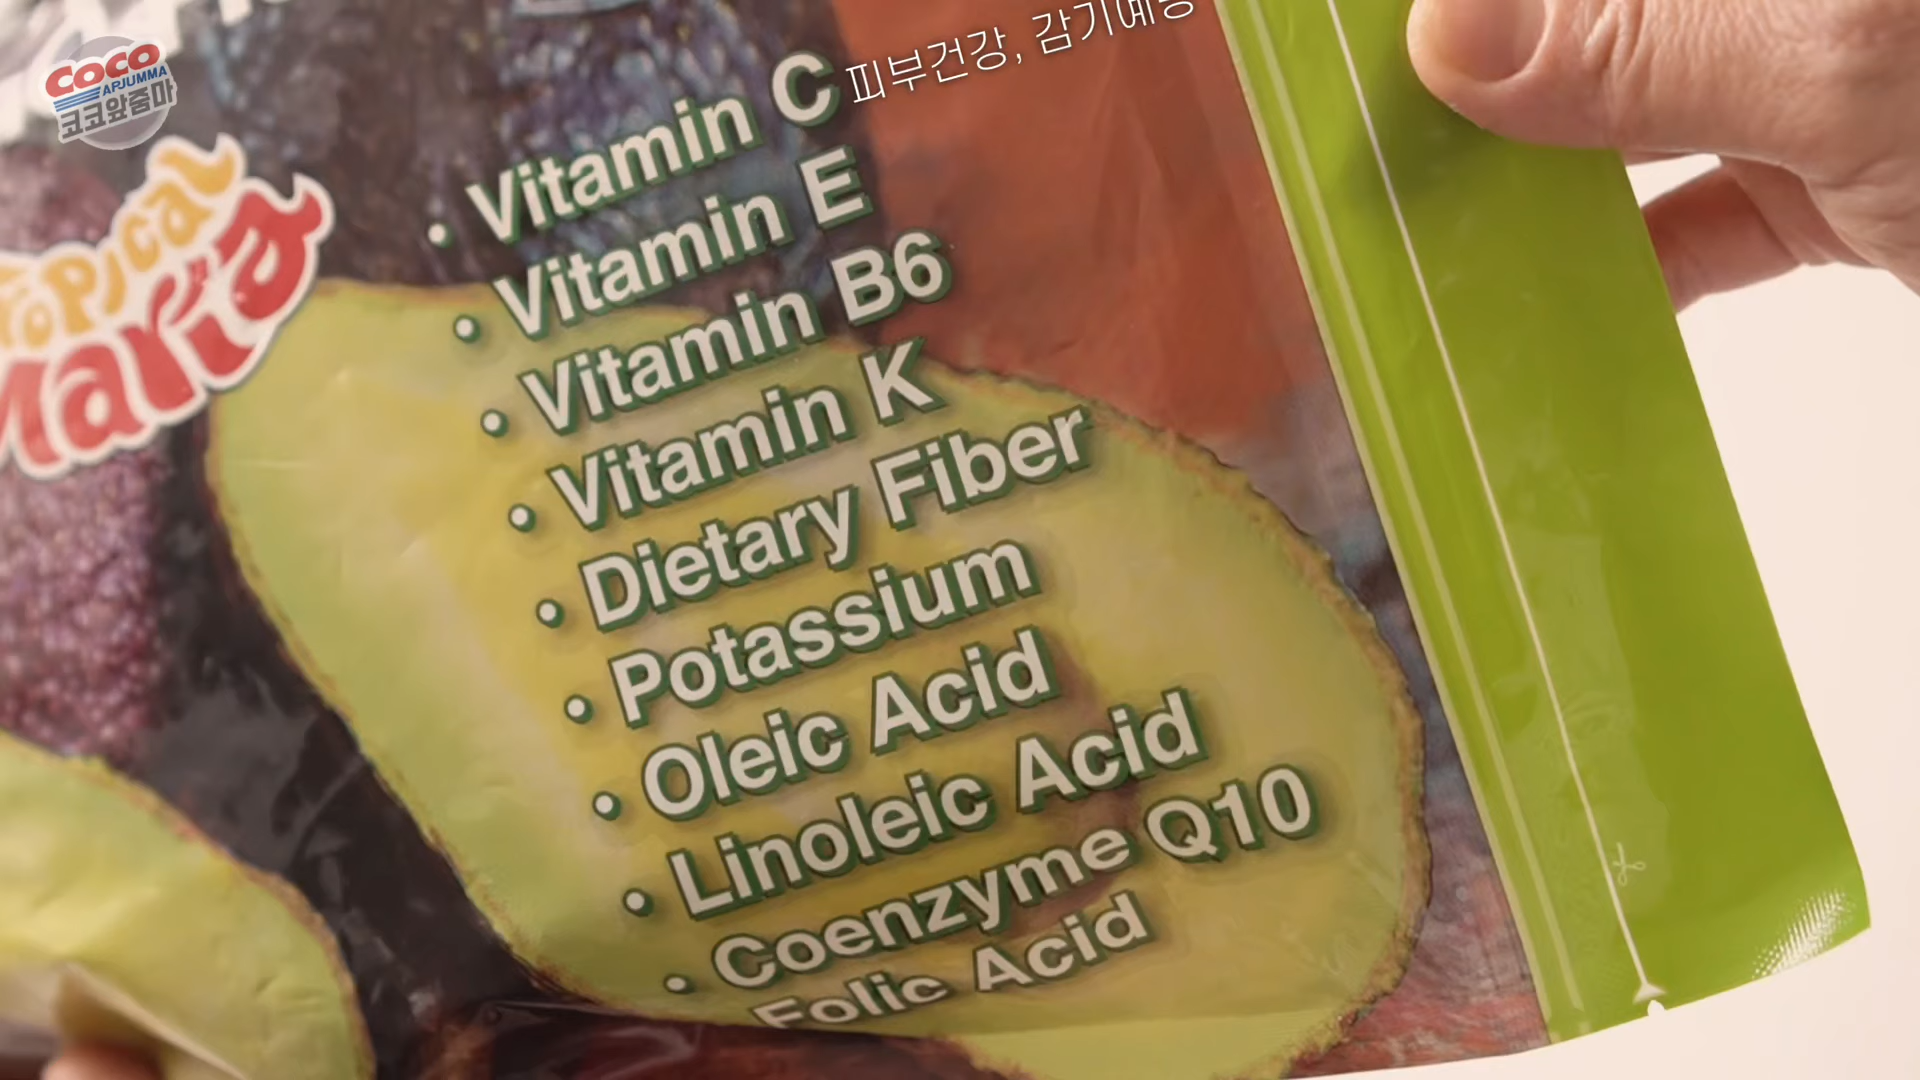 COCO
APJUMMA
코코앞줌마
Tropical
Maria
• Vitamin C 피부건강, 감기예방
• Vitamin E
• Vitamin B6
• Vitamin K
• Dietary Fiber
• Potassium
• Oleic Acid
• Linoleic Acid
• Coenzyme Q10
Folic Acid